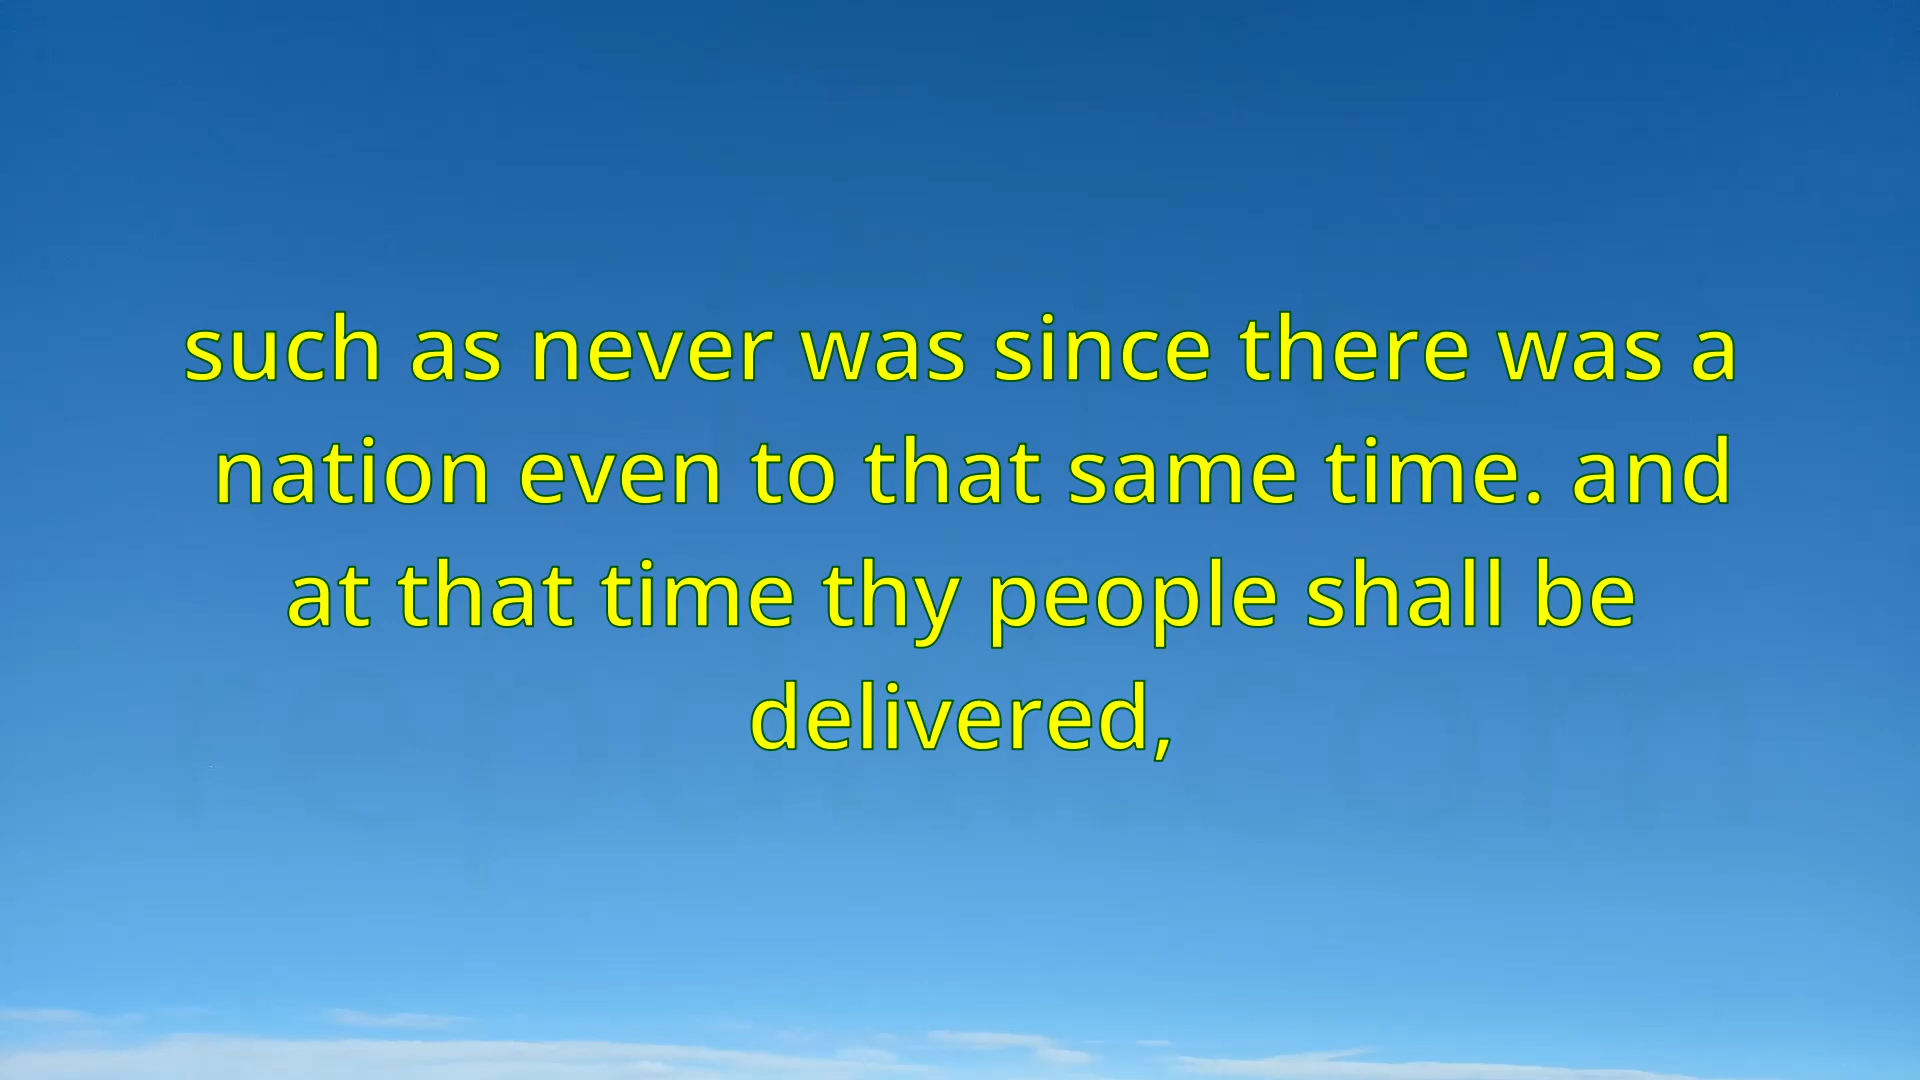 such as never was since there was a
nation even to that same time. and
at that time thy people shall be
delivered,